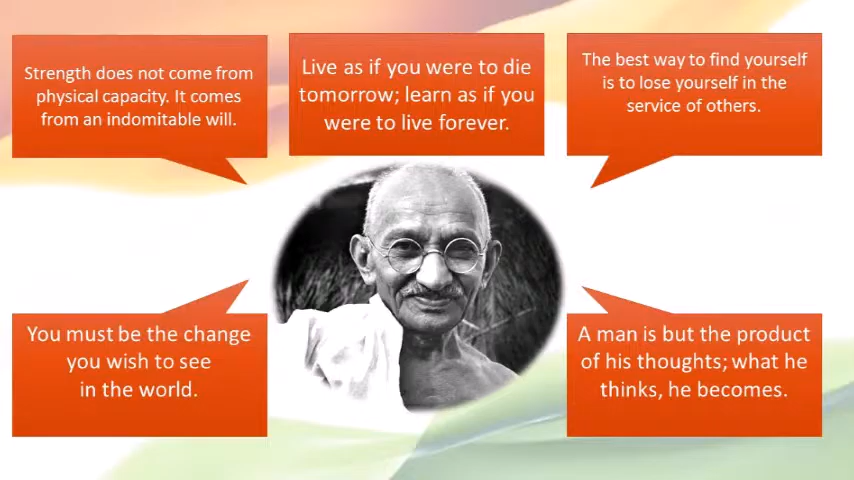 Strength does not come from
physical capacity. It comes
from an indomitable will.
Live as if you were to die
tomorrow; learn as if you
were to live forever.
The best way to find yourself
is to lose yourself in the
service of others.
You must be the change
you wish to see
in the world.
A man is but the product
of his thoughts; what he
thinks, he becomes.